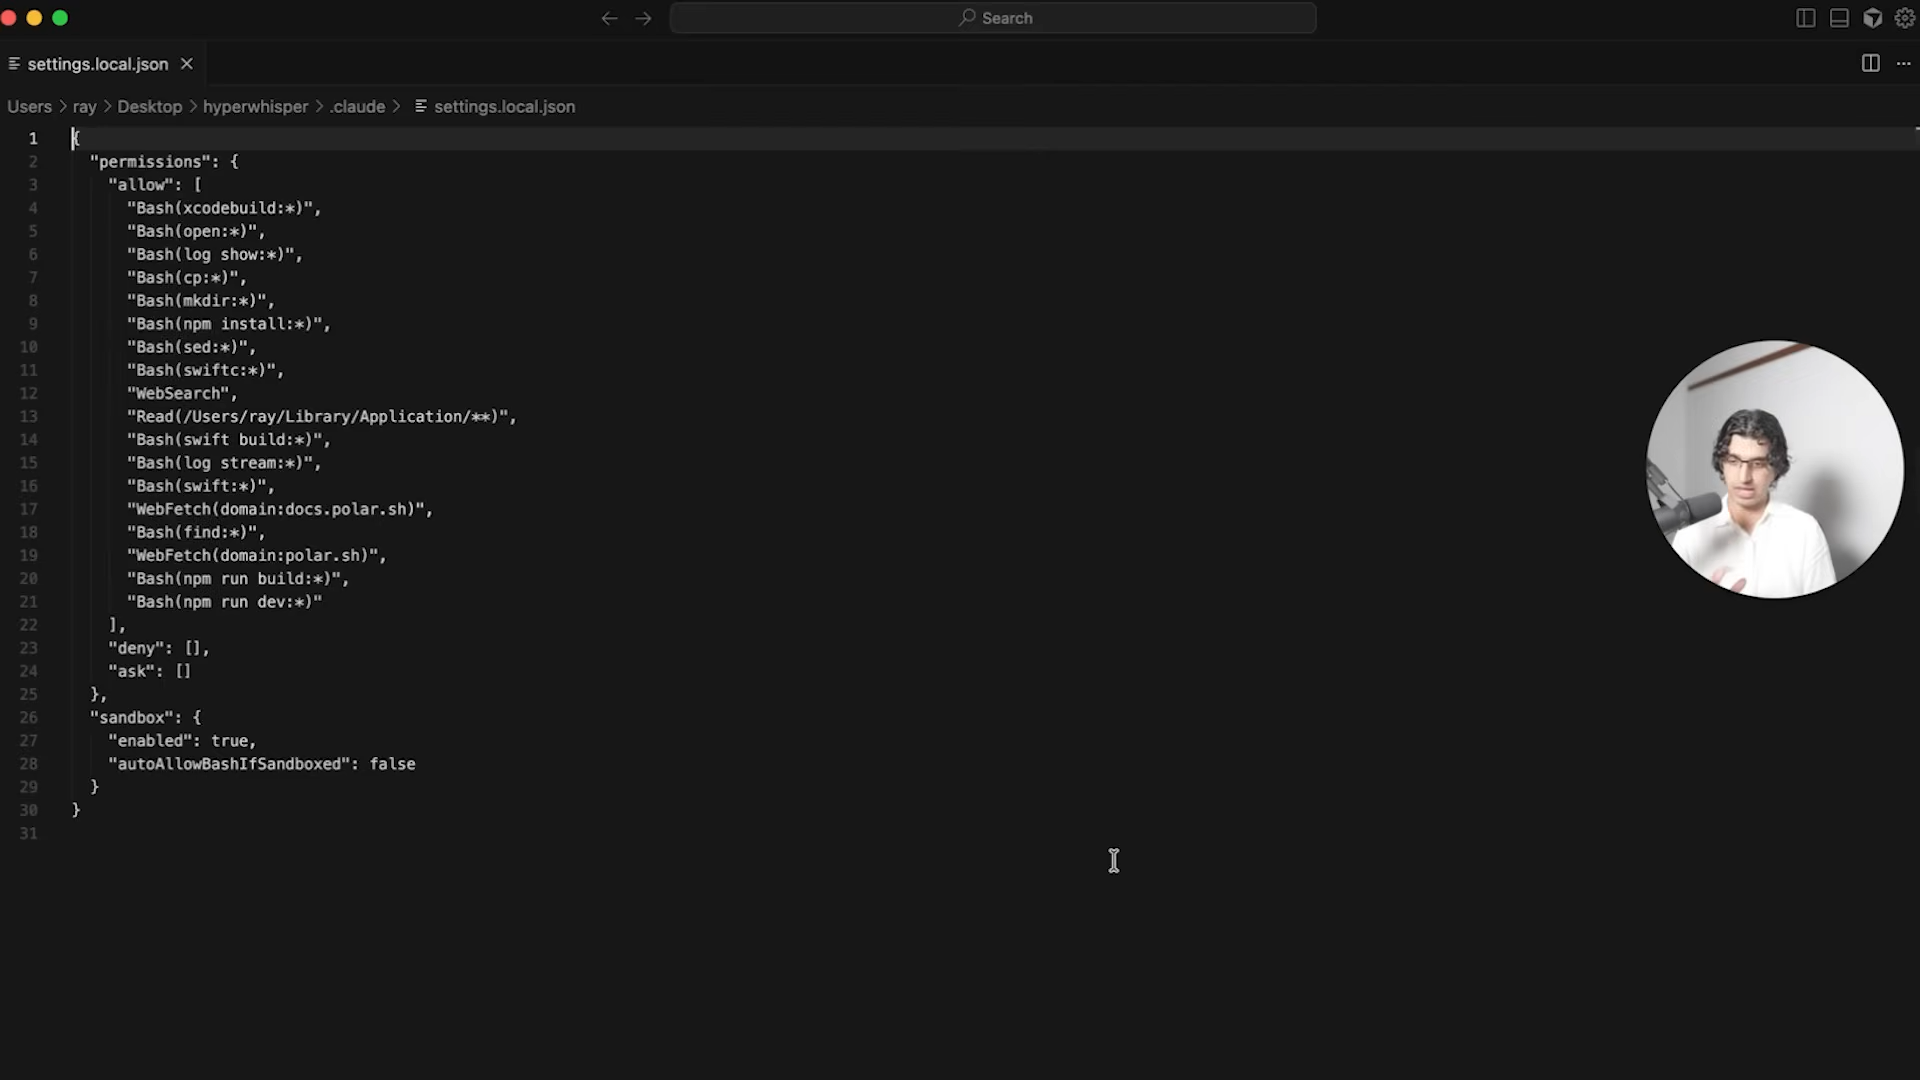 Search
settings.local.json
Users > ray > Desktop > hyperwhisper > .claude > settings.local.json
1 {
2 "permissions": {
3 "allow": [
4 "Bash(xcodebuild:*)",
5 "Bash(open:*)",
6 "Bash(log show:*)",
7 "Bash(cp:*)",
8 "Bash(mkdir:*)",
9 "Bash(npm install:*)",
10 "Bash(sed:*)",
11 "Bash(swiftc:*)",
12 "WebSearch",
13 "Read(/Users/ray/Library/Application/**)",
14 "Bash(swift build:*)",
15 "Bash(log stream:*)",
16 "Bash(swift:*)",
17 "WebFetch(domain:docs.polar.sh)",
18 "Bash(find:*)",
19 "WebFetch(domain:polar.sh)",
20 "Bash(npm run build:*)",
21 "Bash(npm run dev:*)"
22 ],
23 "deny": [],
24 "ask": []
25 },
26 "sandbox": {
27 "enabled": true,
28 "autoAllowBashIfSandboxed": false
29 }
30 }
31